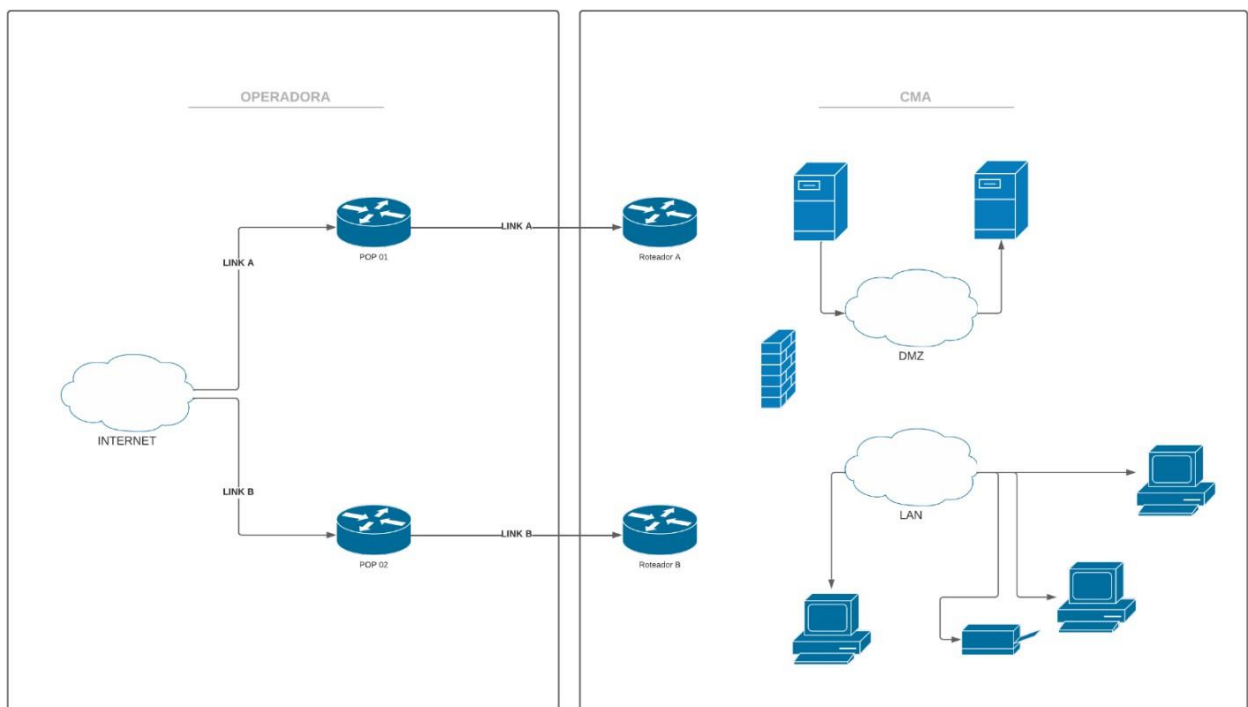 OPERADORA
CMA
LINK A
POP 01
LINK A
Roteador A
DMZ
INTERNET
LINK B
POP 02
LINK B
Roteador B
LAN